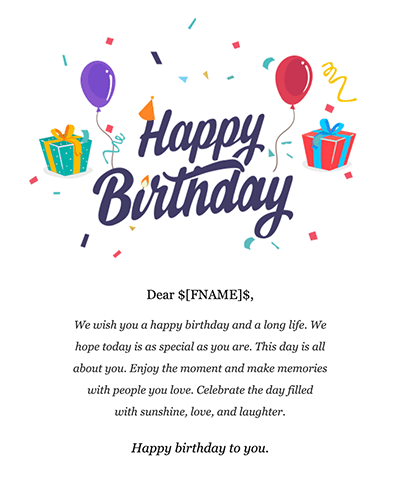 Happy
Birthday
Dear $[FNAME]$,
We wish you a happy birthday and a long life. We
hope today is as special as you are. This day is all
about you. Enjoy the moment and make memories
with people you love. Celebrate the day filled
with sunshine, love, and laughter.
Happy birthday to you.